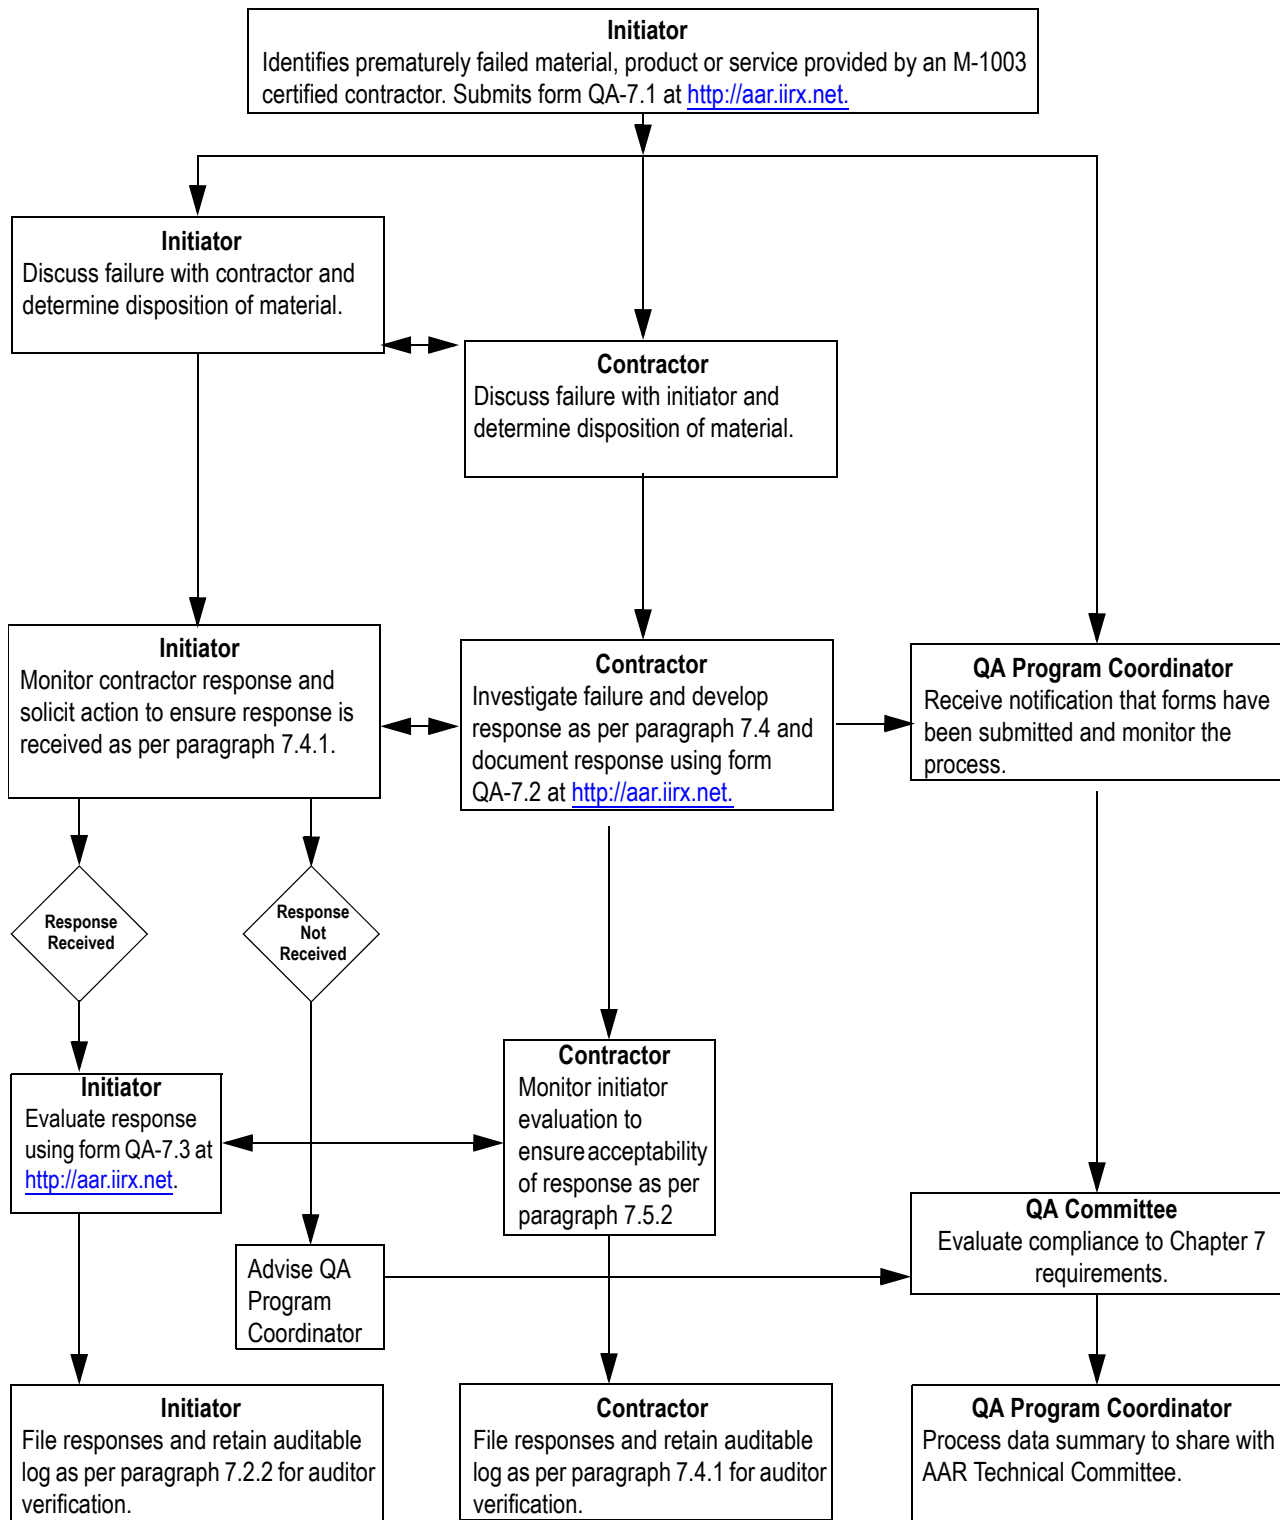 Initiator
Identifies prematurely failed material, product or service provided by an M-1003
certified contractor. Submits form QA-7.1 at http://aar.iirx.net.
Initiator
Discuss failure with contractor and
determine disposition of material.
Contractor
Discuss failure with initiator and
determine disposition of material.
Initiator
Monitor contractor response and
solicit action to ensure response is
received as per paragraph 7.4.1.
Contractor
Investigate failure and develop
response as per paragraph 7.4 and
document response using form
QA-7.2 at http://aar.iirx.net.
QA Program Coordinator
Receive notification that forms have
been submitted and monitor the
process.
Response
Received
Response
Not
Received
Initiator
Evaluate response
using form QA-7.3 at
http://aar.iirx.net.
Contractor
Monitor initiator
evaluation to
ensure acceptability
of response as per
paragraph 7.5.2
Advise QA
Program
Coordinator
QA Committee
Evaluate compliance to Chapter 7
requirements.
Initiator
File responses and retain auditable
log as per paragraph 7.2.2 for auditor
verification.
Contractor
File responses and retain auditable
log as per paragraph 7.4.1 for auditor
verification.
QA Program Coordinator
Process data summary to share with
AAR Technical Committee.